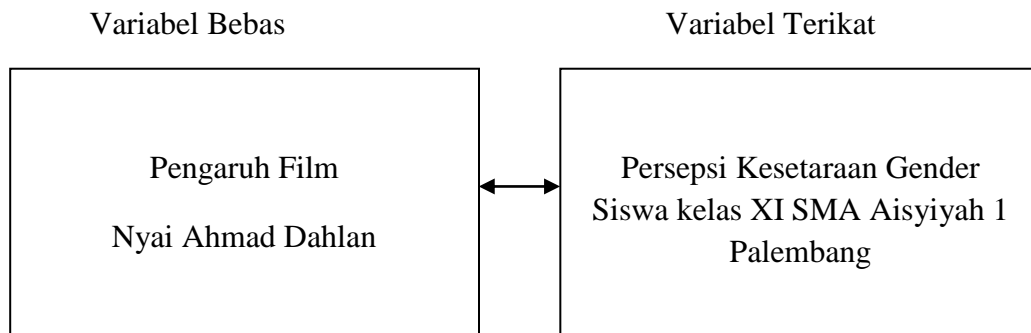 Variabel Bebas
Variabel Terikat
Pengaruh Film
Nyai Ahmad Dahlan
Persepsi Kesetaraan Gender
Siswa kelas XI SMA Aisyiyah 1
Palembang